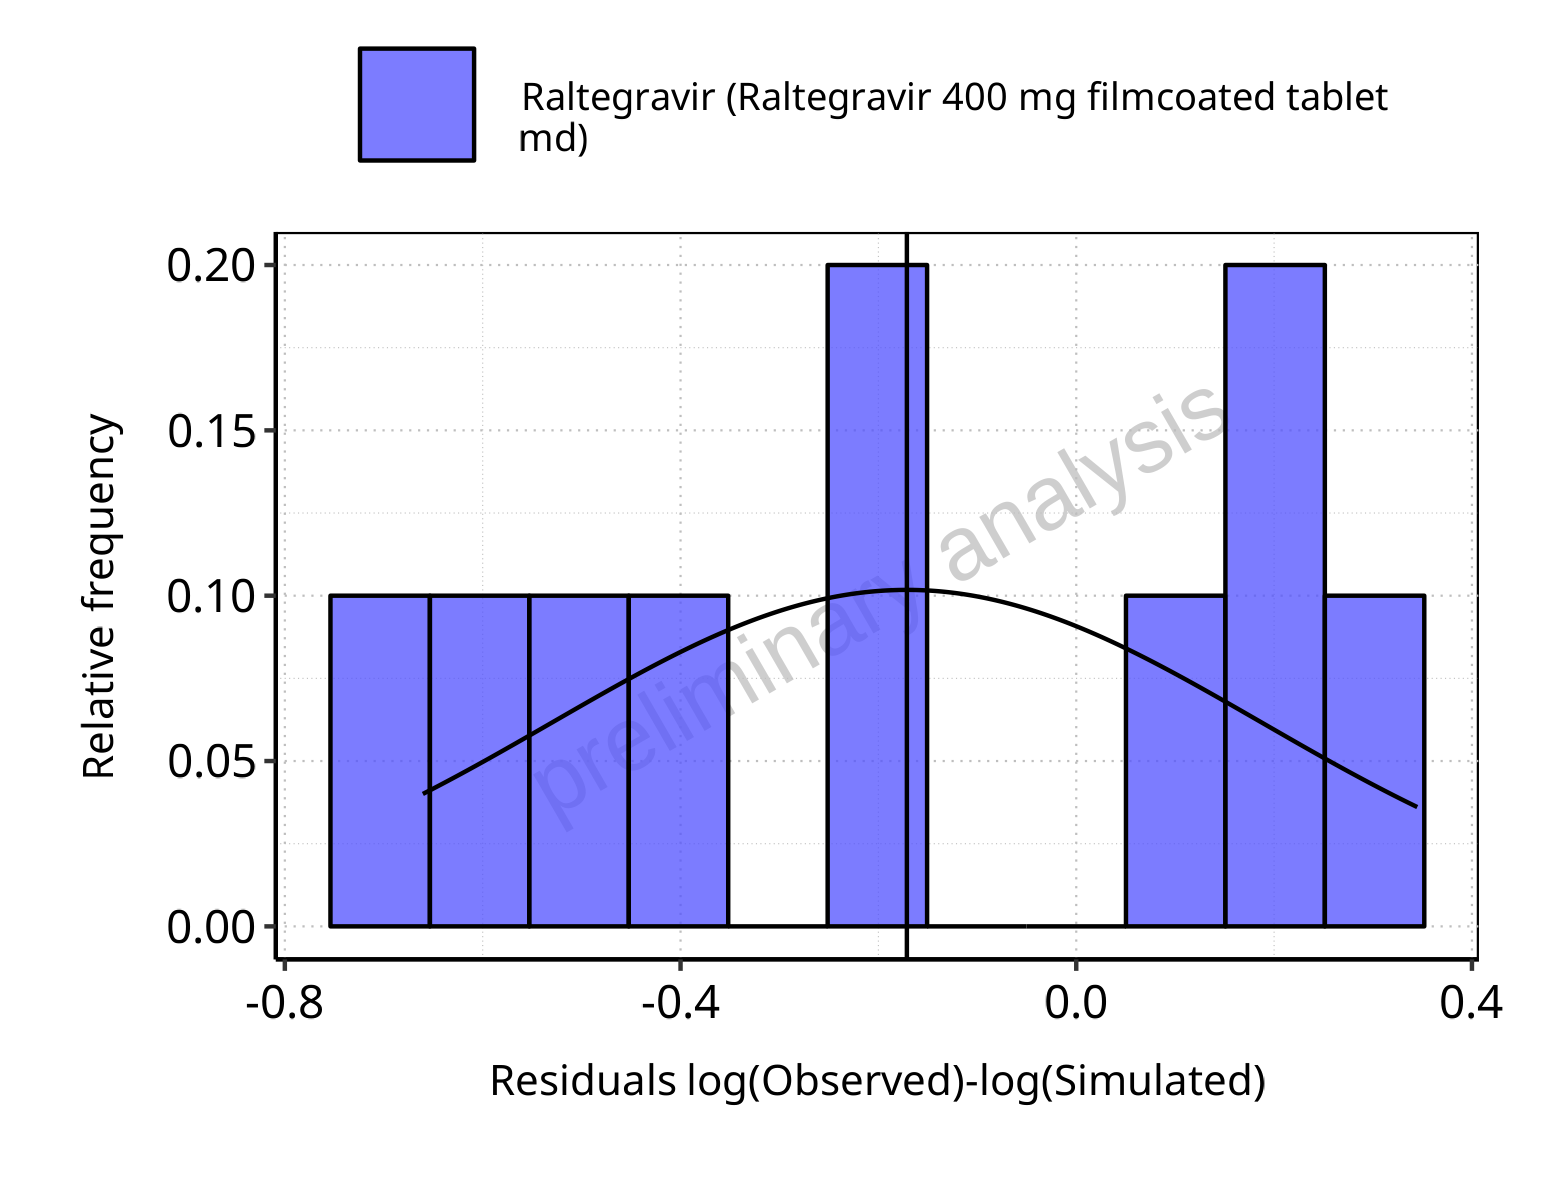 Raltegravir (Raltegravir 400 mg filmcoated tablet
md)
0.20
0.15
0.10
0.05
0.00
Relative frequency
preliminary analysis
-0.8
-0.4
0.0
0.4
Residuals log(Observed)-log(Simulated)